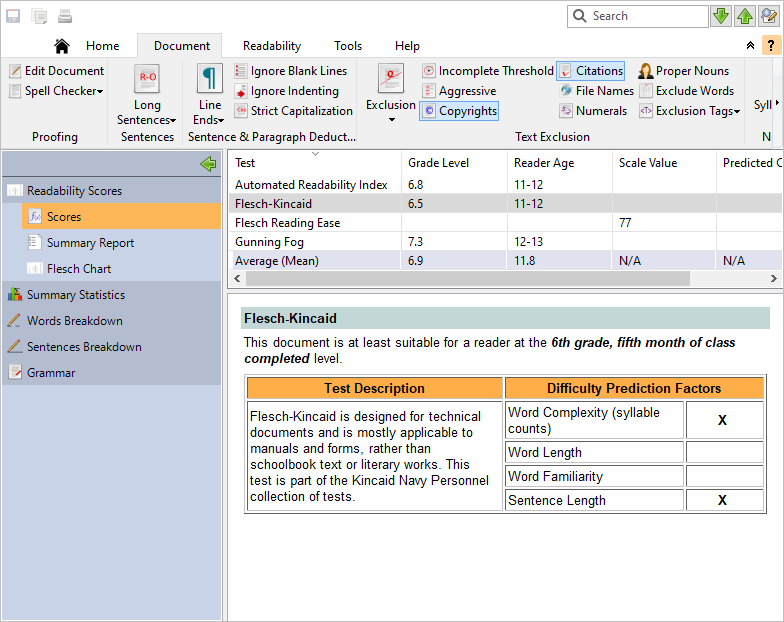 Search
Home
Document
Readability
Tools
Help
?
Edit Document
Spell Checker
Proofing
R-O
Long
Sentences
Sentences
¶
Line
Ends
Ignore Blank Lines
Ignore Indenting
Strict Capitalization
Sentence & Paragraph Deduct...
Exclusion
Incomplete Threshold
Aggressive
© Copyrights
Citations
File Names
Numerals
Proper Nouns
Exclude Words
Exclusion Tags
Text Exclusion
Syll
N
Readability Scores
f(x) Scores
Summary Report
Flesch Chart
Summary Statistics
Words Breakdown
Sentences Breakdown
Grammar
Test Grade Level Reader Age Scale Value Predicted C
Automated Readability Index 6.8 11-12
Flesch-Kincaid 6.5 11-12
Flesch Reading Ease 77
Gunning Fog 7.3 12-13
Average (Mean) 6.9 11.8 N/A N/A
Flesch-Kincaid
This document is at least suitable for a reader at the 6th grade, fifth month of class
completed level.
Test Description
Flesch-Kincaid is designed for technical
documents and is mostly applicable to
manuals and forms, rather than
schoolbook text or literary works. This
test is part of the Kincaid Navy Personnel
collection of tests.
Difficulty Prediction Factors
Word Complexity (syllable
counts) X
Word Length
Word Familiarity
Sentence Length X